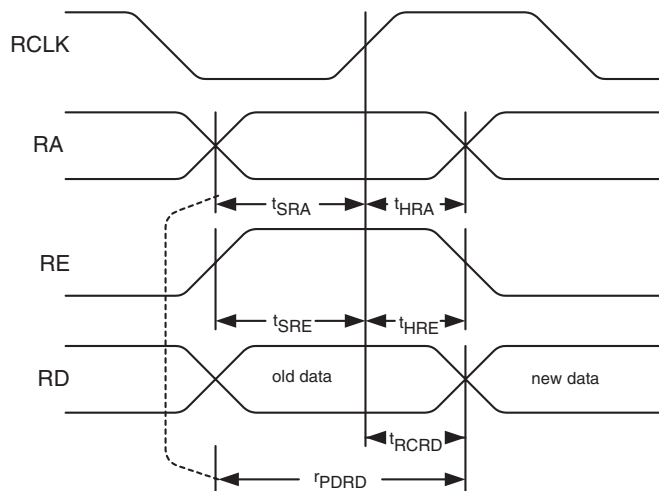 RCLK
RA
tSRA tHRA
RE
tSRE tHRE
RD old data new data
tRCRD
rPDRD